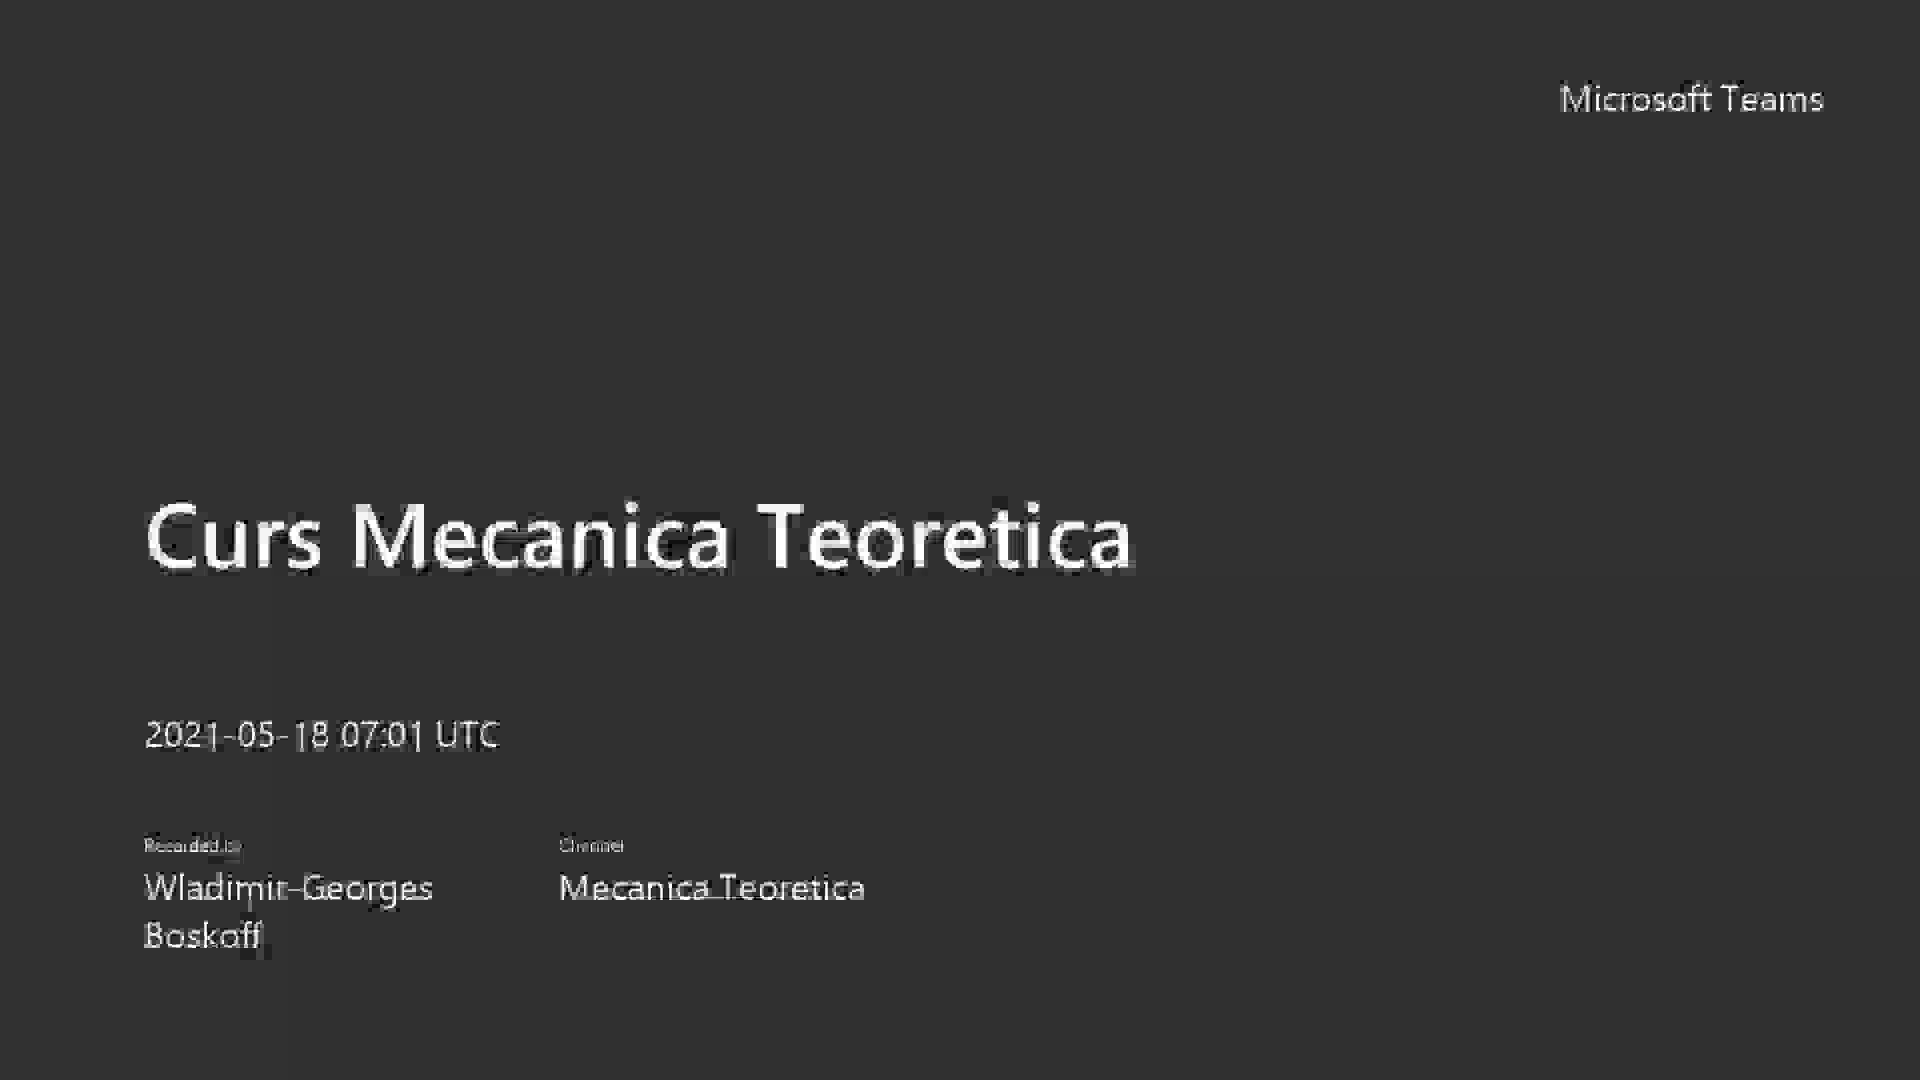 Microsoft Teams
Curs Mecanica Teoretica
2021-05-18 07:01 UTC
Recorded by
Channel
Wladimir-Georges
Mecanica Teoretica
Boskoff